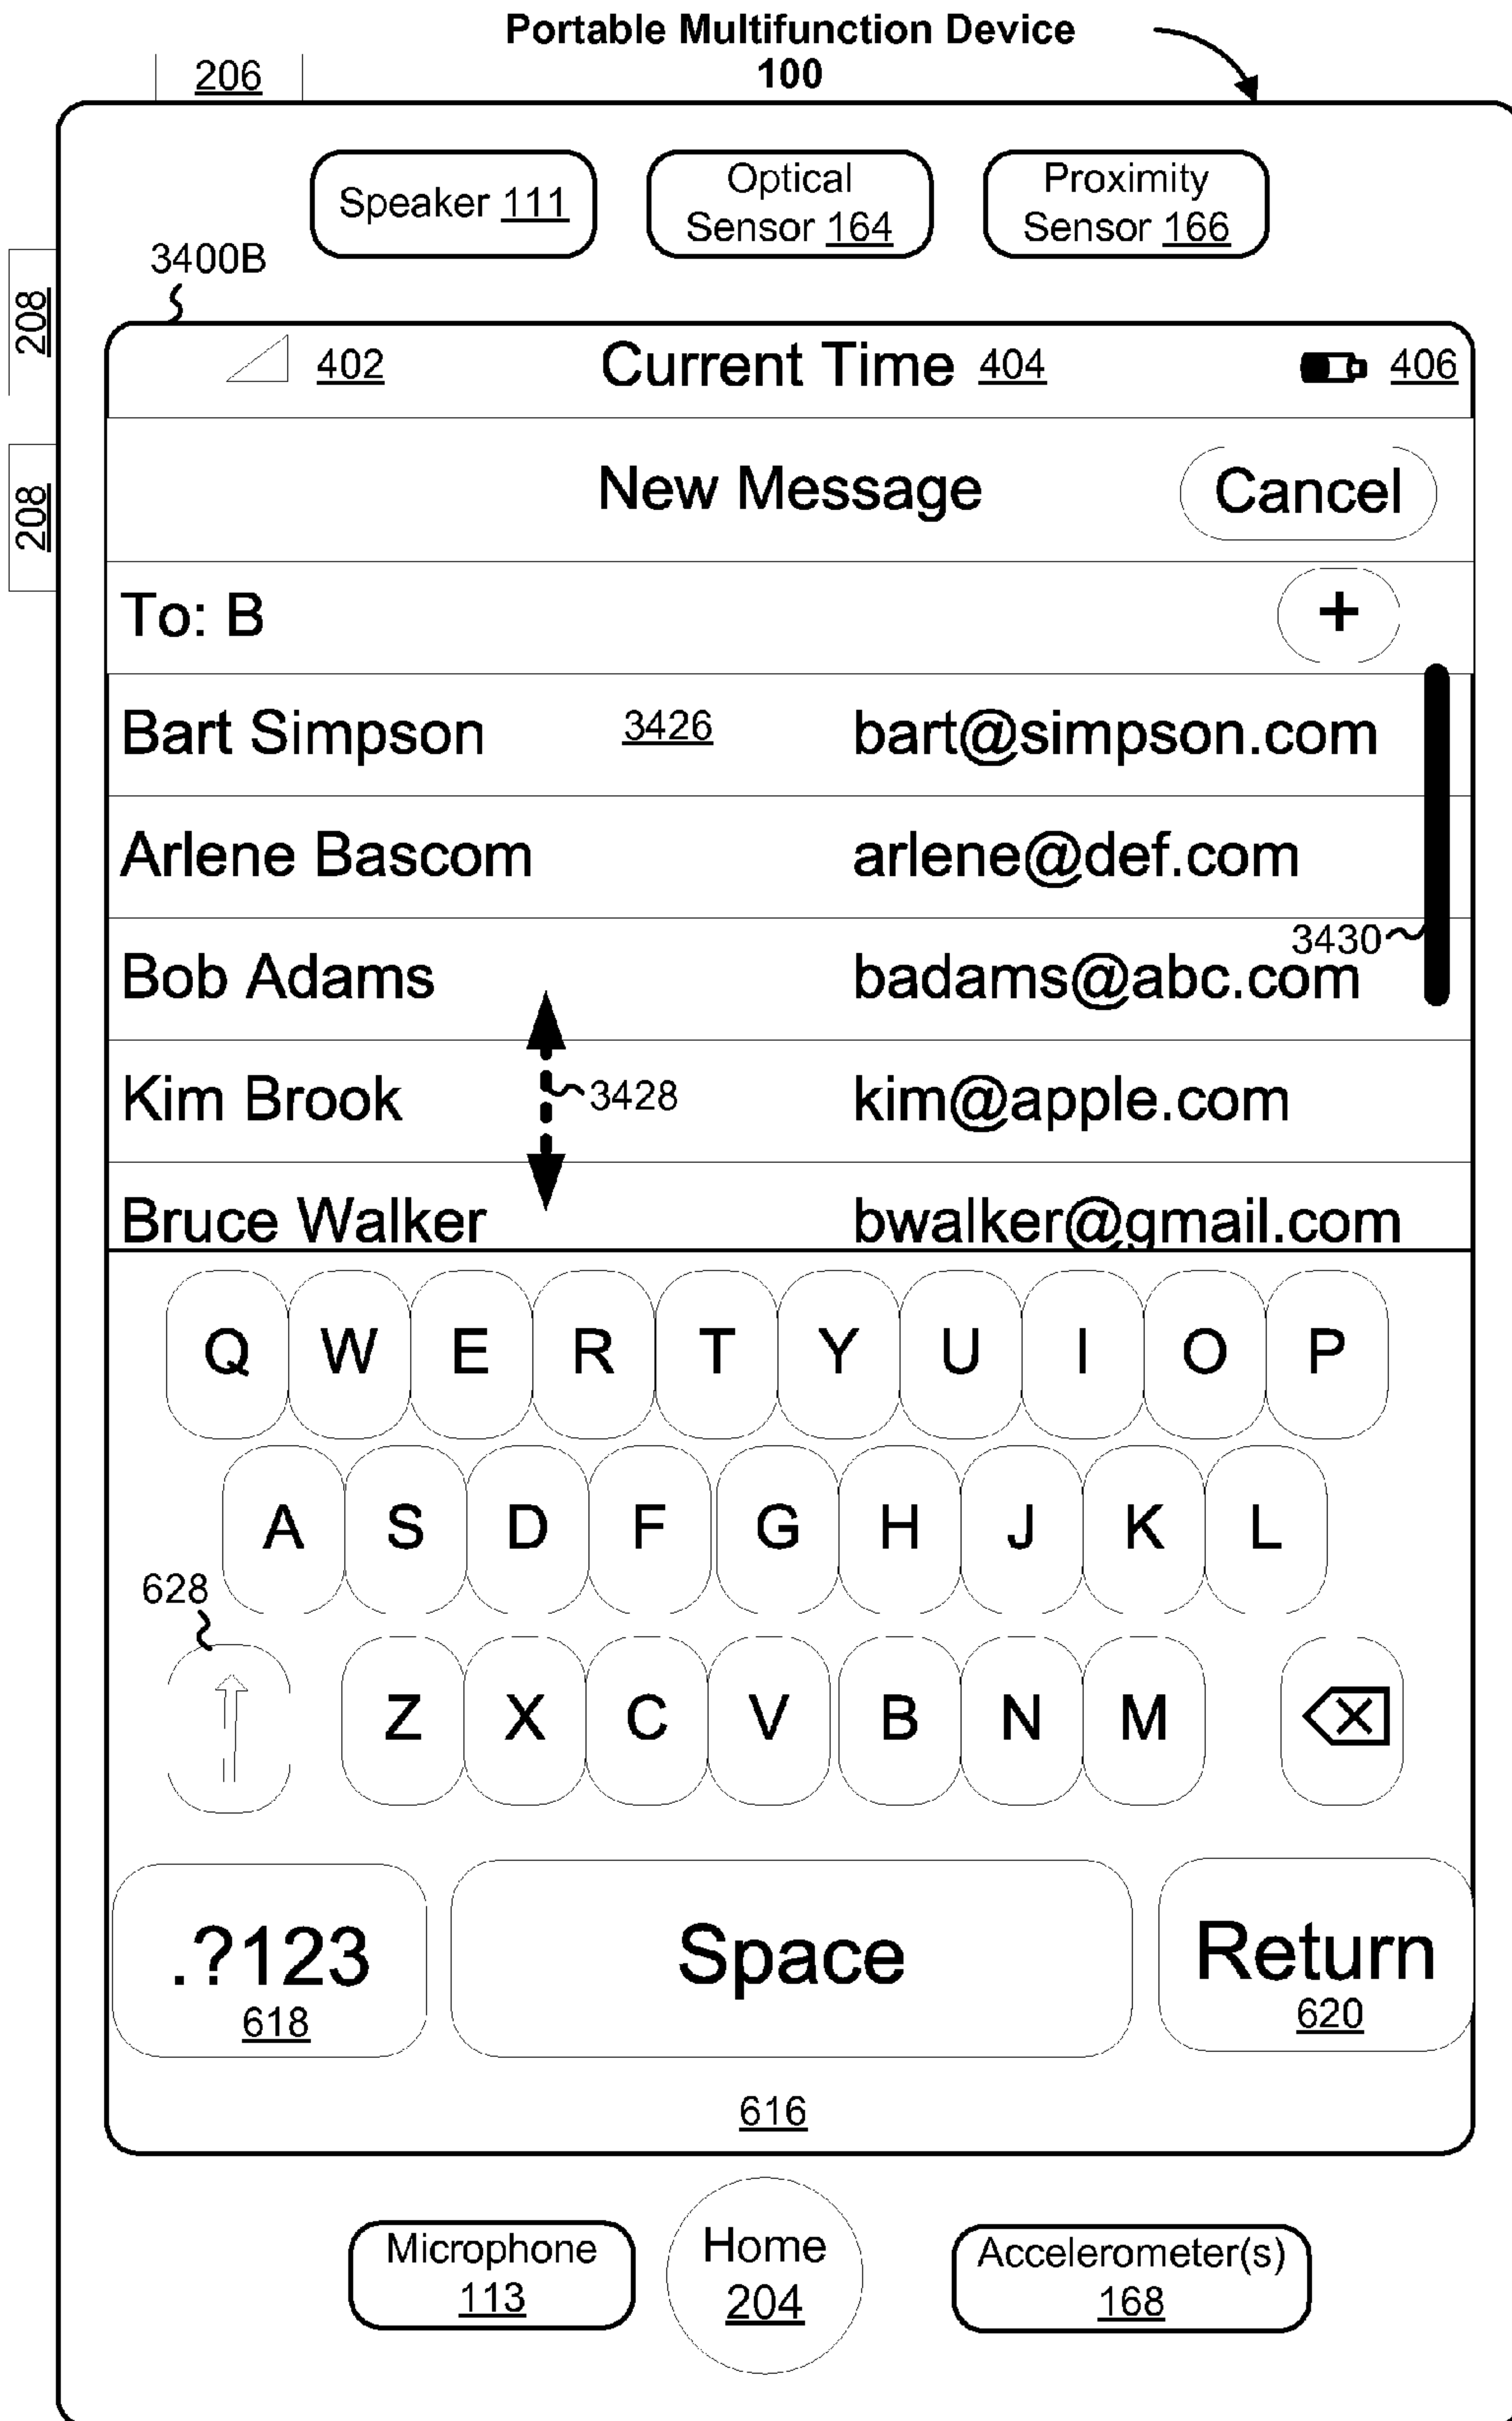 Portable Multifunction Device
100
206
Speaker 111
Optical
Sensor 164
Proximity
Sensor 166
3400B
208
402
Current Time 404
406
208
New Message
Cancel
To: B
+
Bart Simpson 3426 bart@simpson.com
Arlene Bascom arlene@def.com
3430
Bob Adams badams@abc.com
Kim Brook 3428 kim@apple.com
Bruce Walker bwalker@gmail.com
Q W E R T Y U I O P
A S D F G H J K L
628
Z X C V B N M
.?123
618
Space
Return
620
616
Microphone
113
Home
204
Accelerometer(s)
168